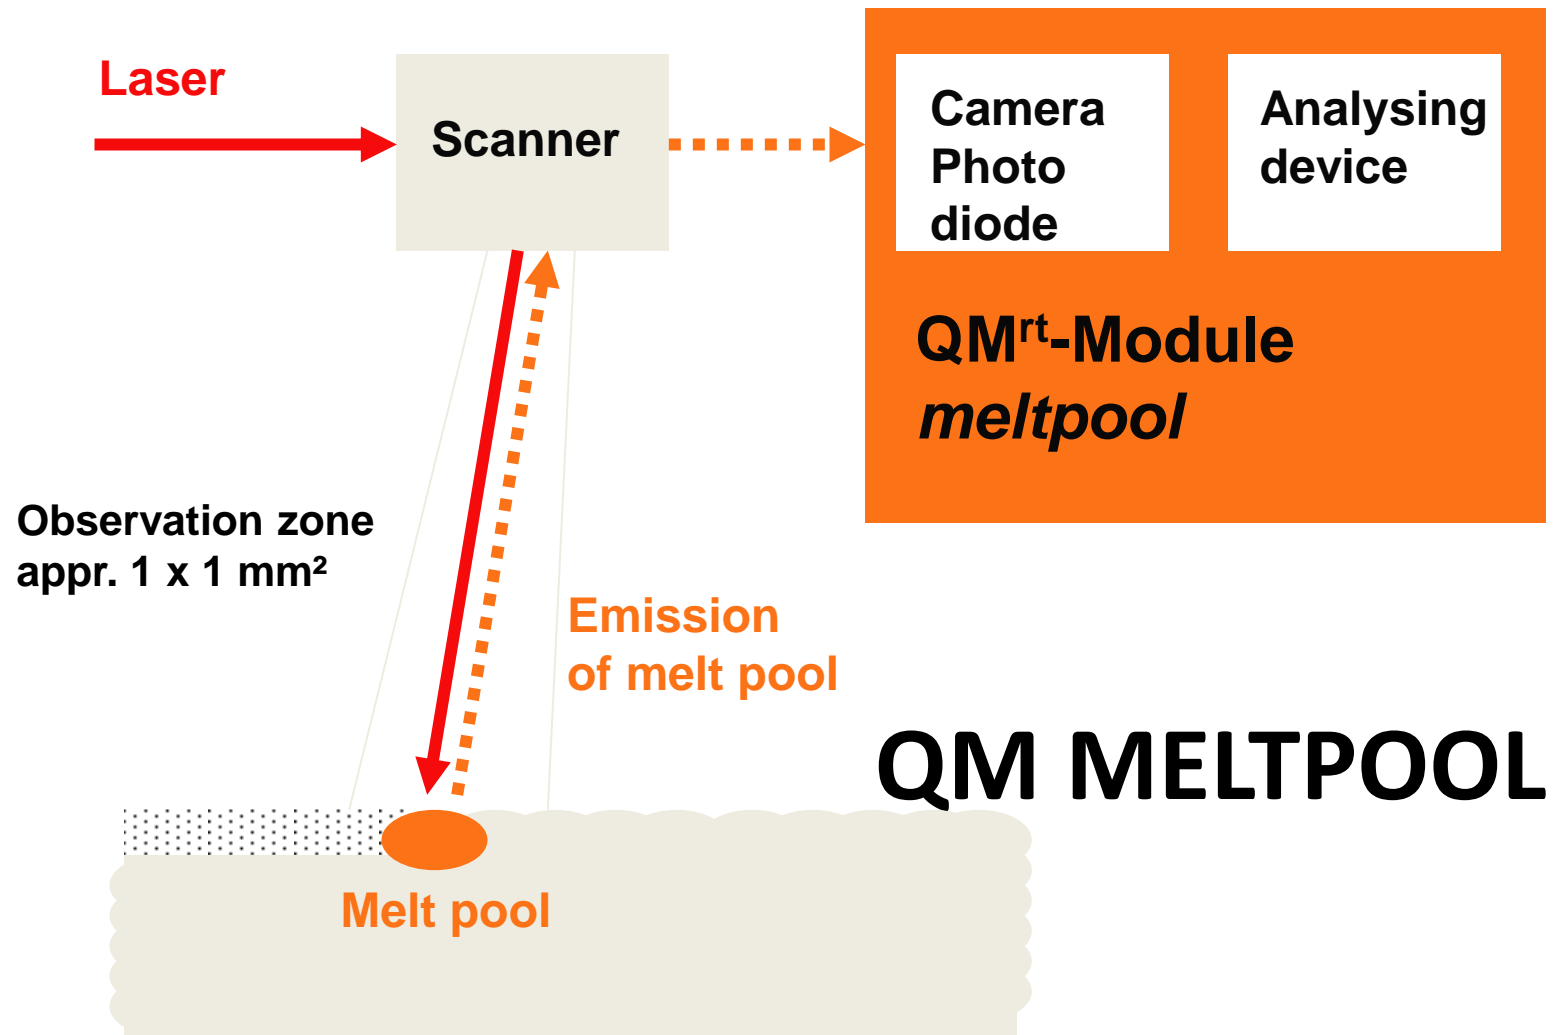 Laser
Scanner
Camera
Photo
diode
Analysing
device
QMʳᵗ-Module
meltpool
Observation zone
appr. 1 x 1 mm²
Emission
of melt pool
QM MELTPOOL
Melt pool